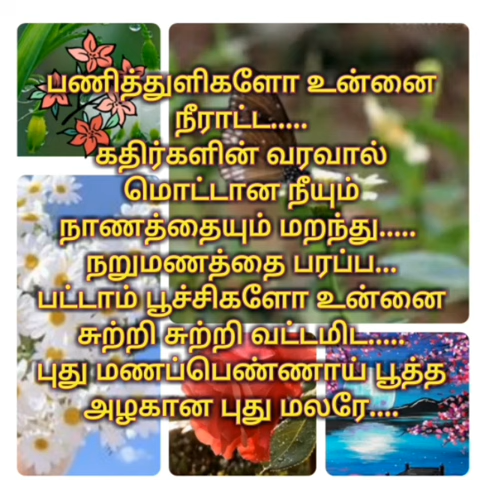 பணித்துளிகளோ உன்னை
நீராட்ட.....
கதிர்களின் வரவால்
மொட்டான நீயும்
நாணத்தையும் மறந்து.....
நறுமணத்தை பரப்ப...
பட்டாம் பூச்சிகளோ உன்னை
சுற்றி சுற்றி வட்டமிட.....
புது மணப்பெண்ணாய் பூத்த
அழகான புது மலரே....